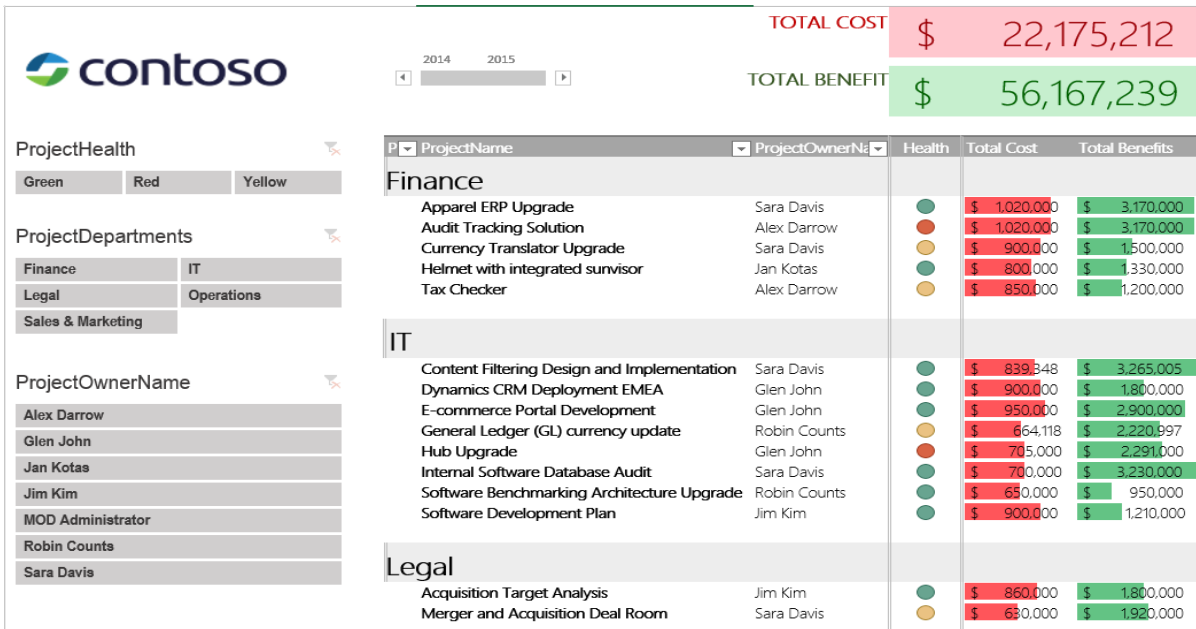 TOTAL COST $ 22,175,212
contoso
2014 2015
TOTAL BENEFIT $ 56,167,239
ProjectHealth
Green Red Yellow
ProjectDepartments
Finance IT
Legal Operations
Sales & Marketing
ProjectOwnerName
Alex Darrow
Glen John
Jan Kotas
Jim Kim
MOD Administrator
Robin Counts
Sara Davis
P ProjectName ProjectOwnerNa Health Total Cost Total Benefits
Finance
Apparel ERP Upgrade Sara Davis $ 1,020,000 $ 3,170,000
Audit Tracking Solution Alex Darrow $ 1,020,000 $ 3,170,000
Currency Translator Upgrade Sara Davis $ 900,000 $ 1,500,000
Helmet with integrated sunvisor Jan Kotas $ 800,000 $ 1,330,000
Tax Checker Alex Darrow $ 850,000 $ 1,200,000
IT
Content Filtering Design and Implementation Sara Davis $ 839,348 $ 3,265,005
Dynamics CRM Deployment EMEA Glen John $ 900,000 $ 1,800,000
E-commerce Portal Development Glen John $ 950,000 $ 2,900,000
General Ledger (GL) currency update Robin Counts $ 664,118 $ 2,220,997
Hub Upgrade Glen John $ 705,000 $ 2,291,000
Internal Software Database Audit Sara Davis $ 700,000 $ 3,230,000
Software Benchmarking Architecture Upgrade Robin Counts $ 650,000 $ 950,000
Software Development Plan Jim Kim $ 900,000 $ 1,210,000
Legal
Acquisition Target Analysis Jim Kim $ 860,000 $ 1,800,000
Merger and Acquisition Deal Room Sara Davis $ 630,000 $ 1,920,000